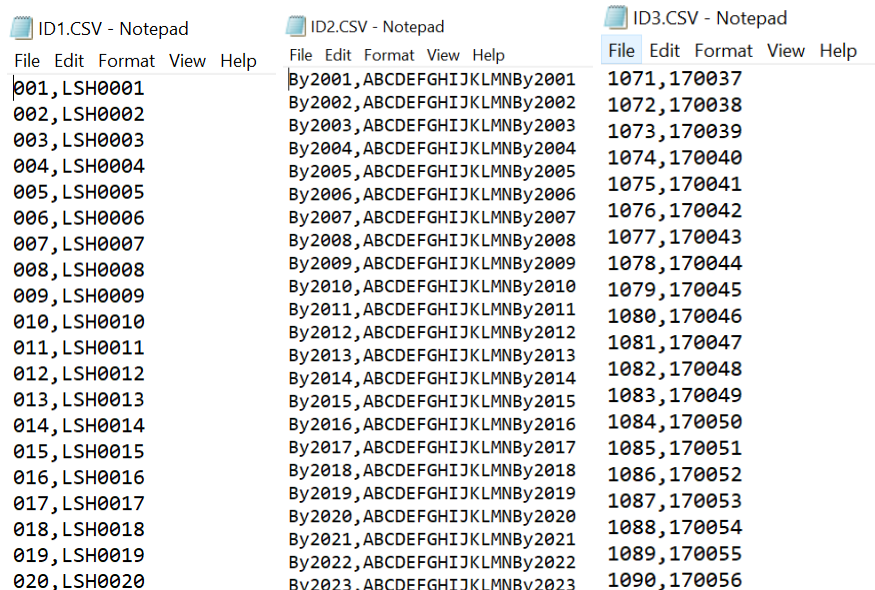 ID1.CSV - Notepad
File Edit Format View Help
001,LSH0001
002,LSH0002
003,LSH0003
004,LSH0004
005,LSH0005
006,LSH0006
007,LSH0007
008,LSH0008
009,LSH0009
010,LSH0010
011,LSH0011
012,LSH0012
013,LSH0013
014,LSH0014
015,LSH0015
016,LSH0016
017,LSH0017
018,LSH0018
019,LSH0019
020,LSH0020
ID2.CSV - Notepad
File Edit Format View Help
By2001,ABCDEFGHIJKLMNBy2001
By2002,ABCDEFGHIJKLMNBy2002
By2003,ABCDEFGHIJKLMNBy2003
By2004,ABCDEFGHIJKLMNBy2004
By2005,ABCDEFGHIJKLMNBy2005
By2006,ABCDEFGHIJKLMNBy2006
By2007,ABCDEFGHIJKLMNBy2007
By2008,ABCDEFGHIJKLMNBy2008
By2009,ABCDEFGHIJKLMNBy2009
By2010,ABCDEFGHIJKLMNBy2010
By2011,ABCDEFGHIJKLMNBy2011
By2012,ABCDEFGHIJKLMNBy2012
By2013,ABCDEFGHIJKLMNBy2013
By2014,ABCDEFGHIJKLMNBy2014
By2015,ABCDEFGHIJKLMNBy2015
By2016,ABCDEFGHIJKLMNBy2016
By2017,ABCDEFGHIJKLMNBy2017
By2018,ABCDEFGHIJKLMNBy2018
By2019,ABCDEFGHIJKLMNBy2019
By2020,ABCDEFGHIJKLMNBy2020
By2021,ABCDEFGHIJKLMNBy2021
By2022,ABCDEFGHIJKLMNBy2022
By2023,ABCDEFGHIJKLMNBy2023
ID3.CSV - Notepad
File Edit Format View Help
1071,170037
1072,170038
1073,170039
1074,170040
1075,170041
1076,170042
1077,170043
1078,170044
1079,170045
1080,170046
1081,170047
1082,170048
1083,170049
1084,170050
1085,170051
1086,170052
1087,170053
1088,170054
1089,170055
1090,170056